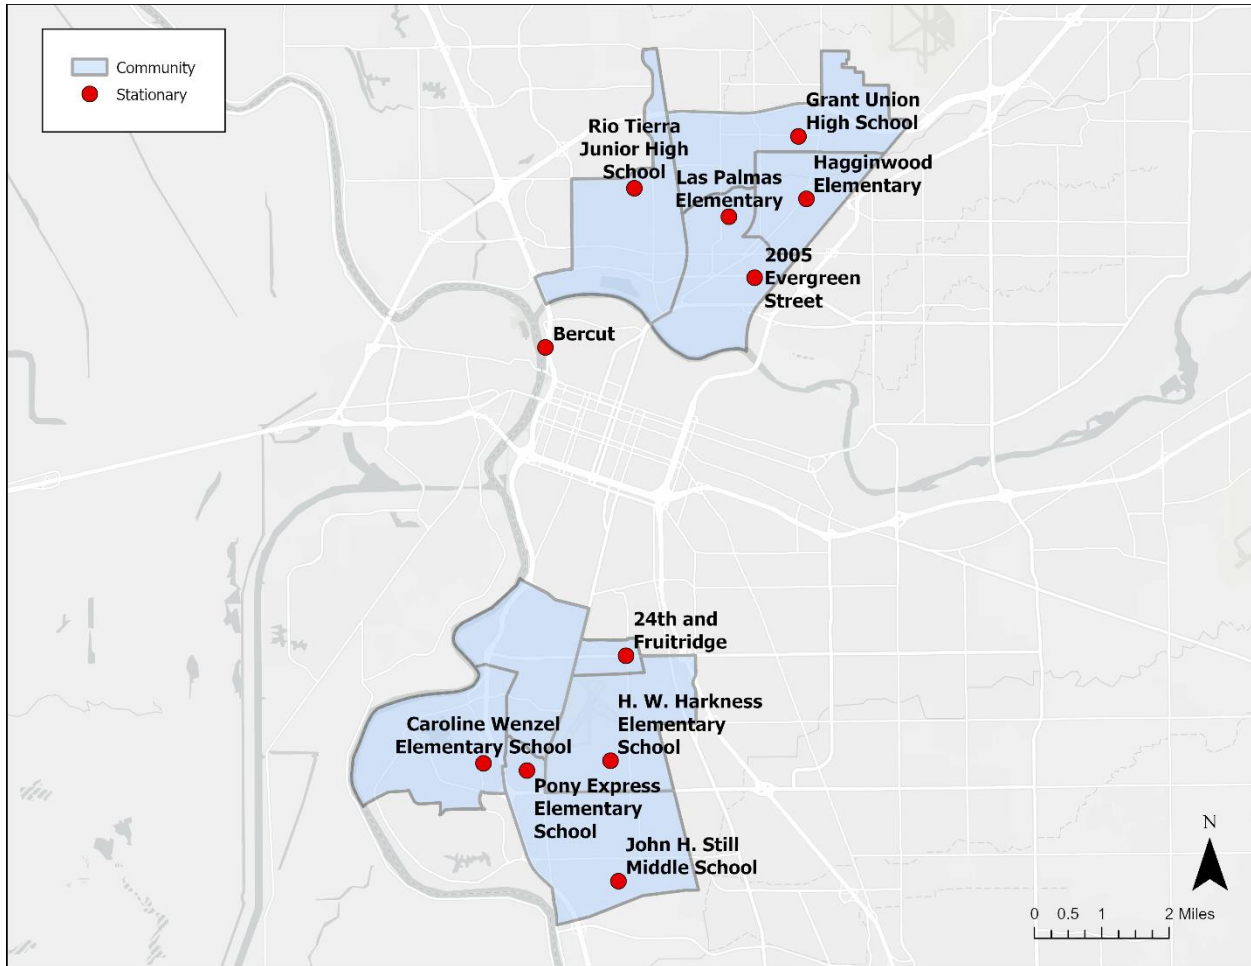 Community
Stationary
Grant Union
High School
Rio Tierra
Junior High
School
Hagginwood
Elementary
Las Palmas
Elementary
2005
Evergreen
Street
Bercut
24th and
Fruitridge
H. W. Harkness
Elementary
School
Caroline Wenzel
Elementary School
Pony Express
Elementary
School
John H. Still
Middle School
N
0 0.5 1 2 Miles